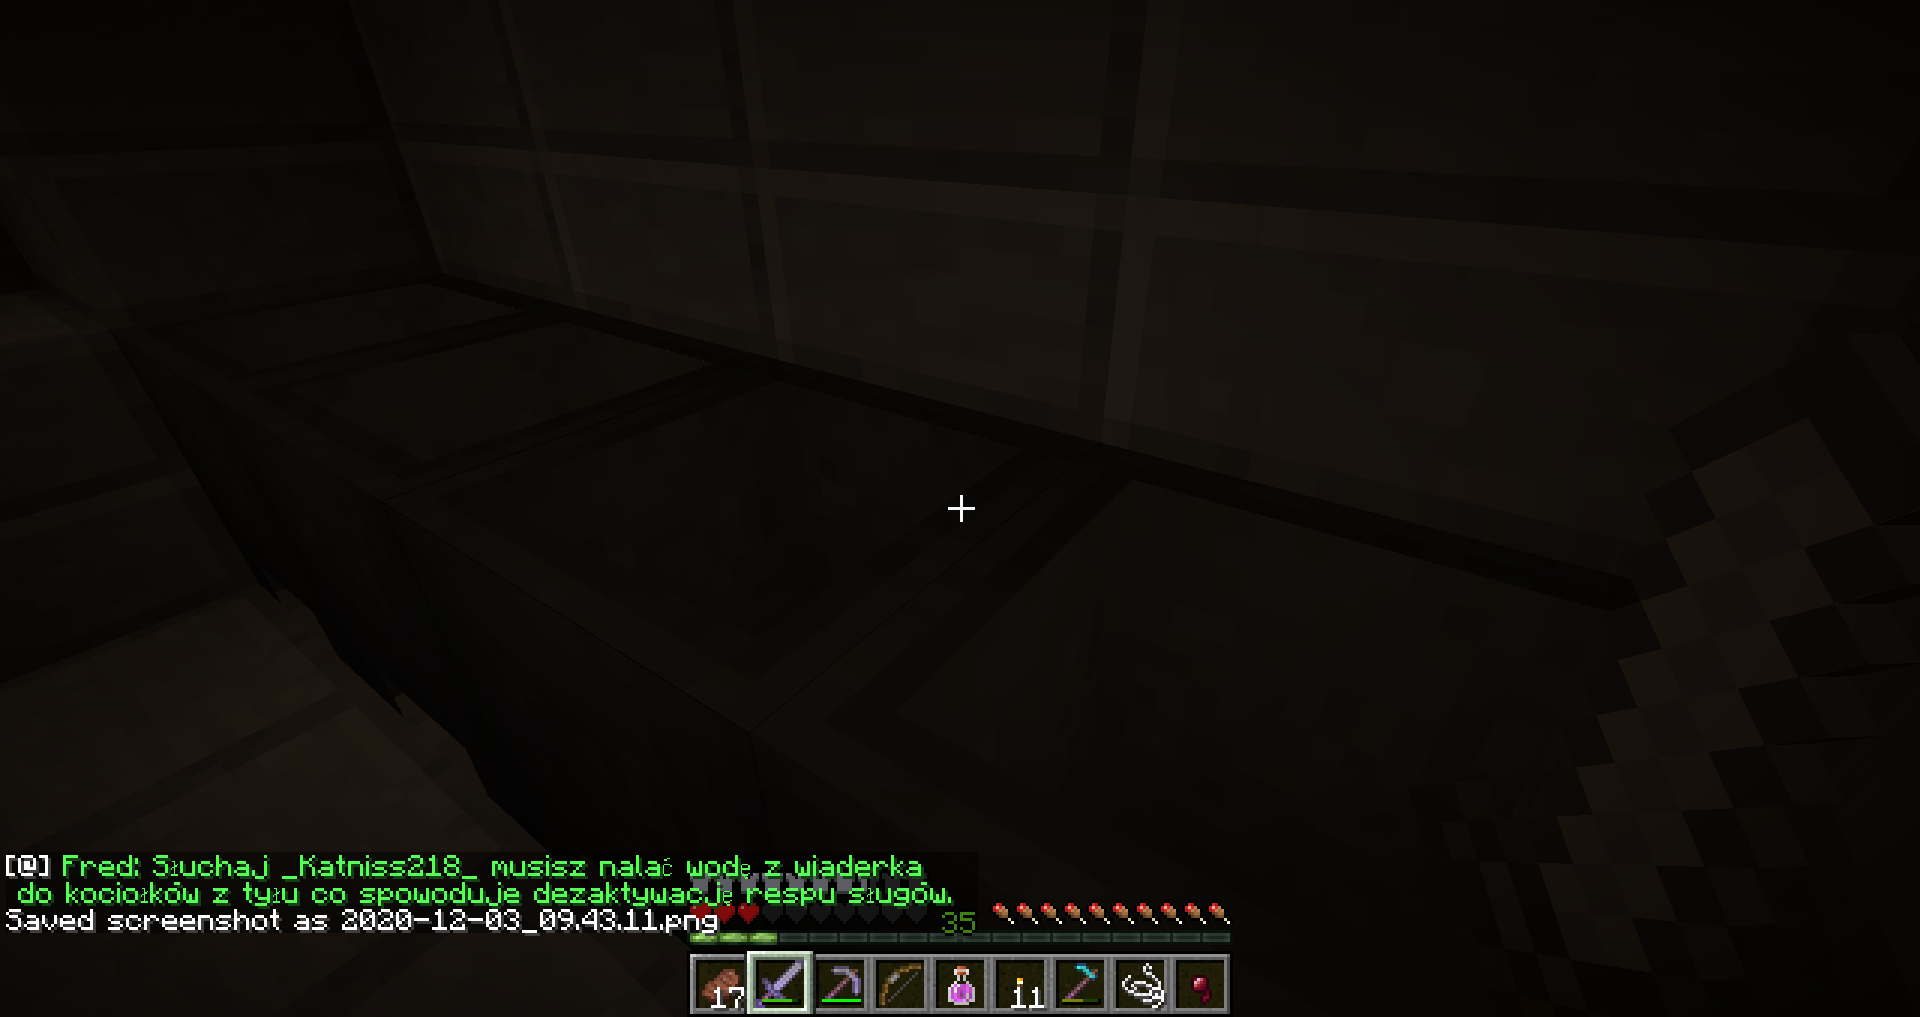 [@] Fred: Słuchaj _Katniss218_ musisz nalać wodę z wiaderka
do kociołków z tyłu co spowoduje dezaktywację respu sługów.
Saved screenshot as 2020-12-03_09.43.11.png
35
17
11